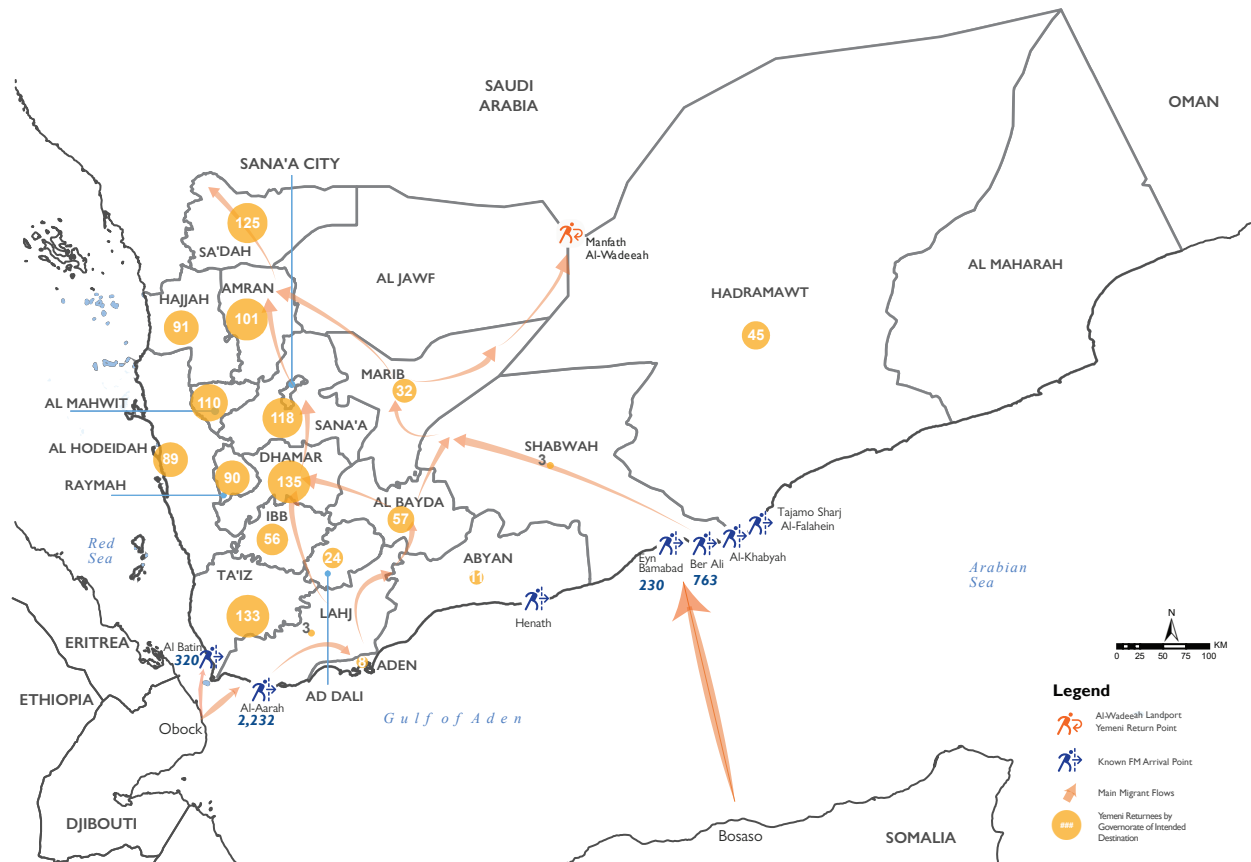 SAUDI
ARABIA
OMAN
SANA'A CITY
125
SA'DAH
Manfath
Al-Wadeeah
AL JAWF
AL MAHARAH
AMRAN
HAJJAH
HADRAMAWT
101
91
45
MARIB
32
AL MAHWIT
110
118
SANA'A
AL HODEIDAH
89
DHAMAR
SHABWAH
3
RAYMAH
90
135
AL BAYDA
57
IBB
56
Tajamo Sharj
Al-Falahein
Al-Khabyah
Red
Sea
24
ABYAN
11
Eyn
Bamabad
230
Ber Ali
763
Arabian
Sea
TA'IZ
133
LAHJ
3
Henath
N
ERITREA
Al Batin
320
8
ADEN
0 25 50 75 100
KM
ETHIOPIA
AD DALI
Al-Aarah
2,232
Gulf of Aden
Obock
Legend
Al-Wadeeah Landport
Yemeni Return Point
Known FM Arrival Point
Main Migrant Flows
###
Yemeni Returnees by
Governorate of Intended
Destination
DJIBOUTI
Bosaso
SOMALIA